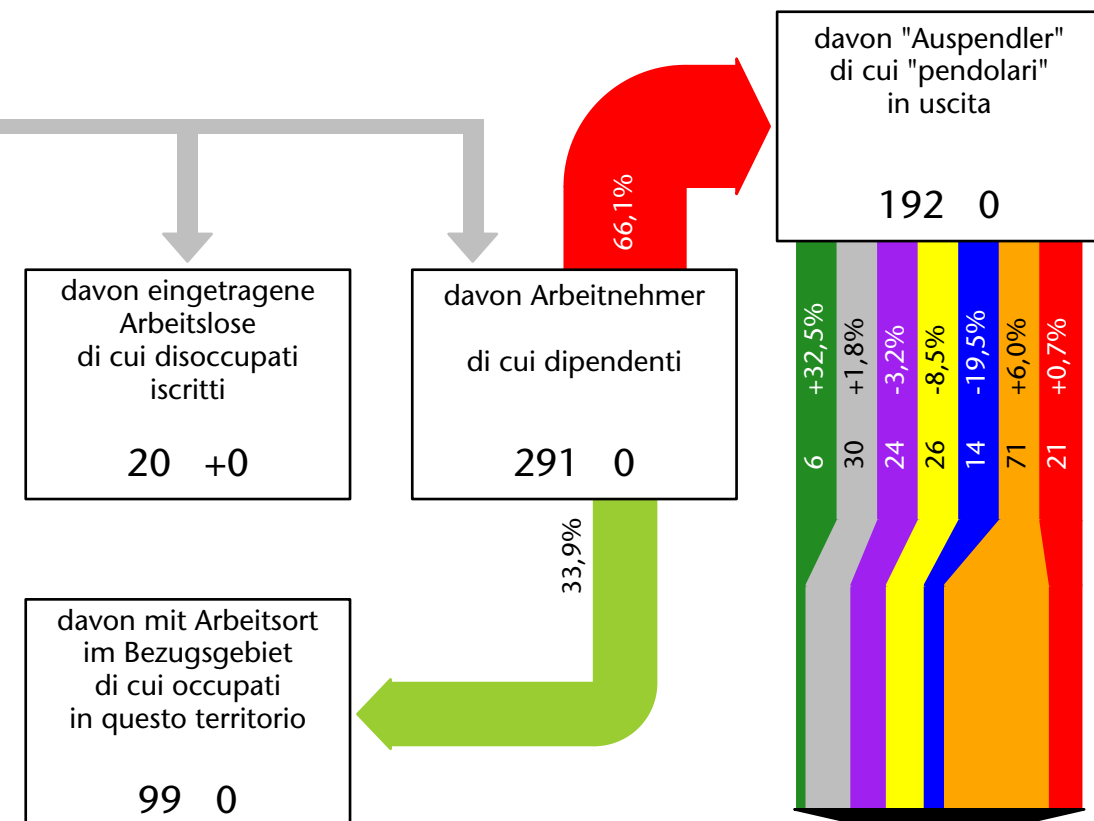 davon "Auspendler"
di cui "pendolari"
in uscita
192 0
66,1%
davon eingetragene
Arbeitslose
di cui disoccupati
iscritti
20 +0
davon Arbeitnehmer
di cui dipendenti
291 0
6 +32,5%
30 +1,8%
24 -3,2%
26 -8,5%
14 -19,5%
71 +6,0%
21 +0,7%
33,9%
davon mit Arbeitsort
im Bezugsgebiet
di cui occupati
in questo territorio
99 0